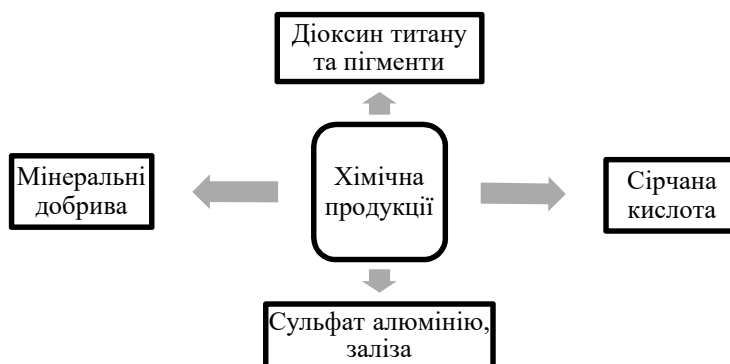 Діоксин титану
та пігменти
Мінеральні
добрива
Хімічна
продукції
Сірчана
кислота
Сульфат алюмінію,
заліза